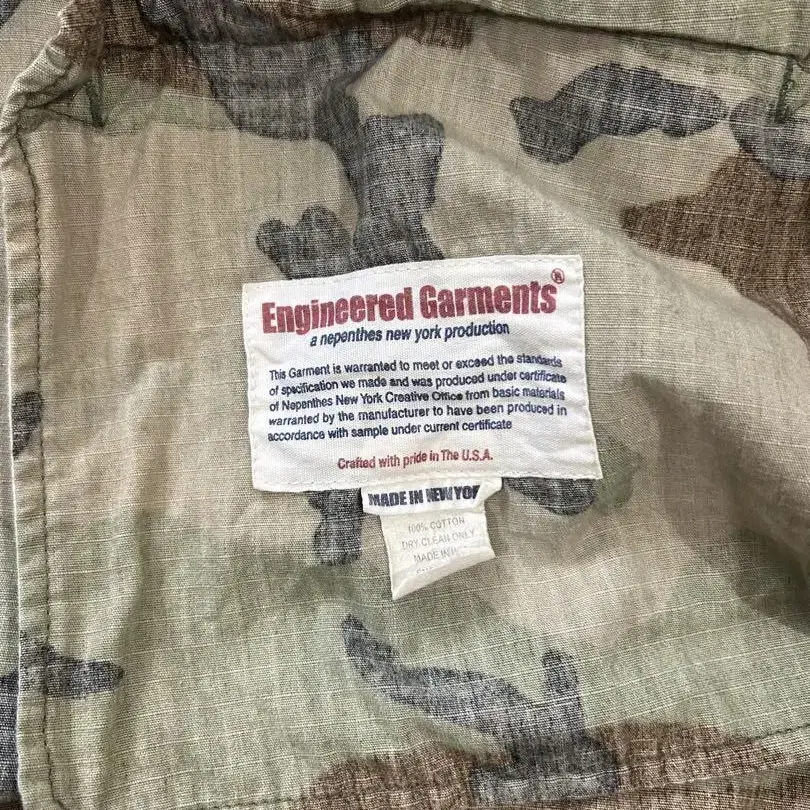 Engineered Garments®
a nepenthes new york production
This Garment is warranted to meet or exceed the standards
of specification we made and was produced under certificate
of Nepenthes New York Creative Office from basic materials
warranted by the manufacturer to have been produced in
accordance with sample under current certificate
Crafted with pride in The U.S.A.
MADE IN NEW YOR
100% COTTON
DRY CLEAN ONLY
MADE IN